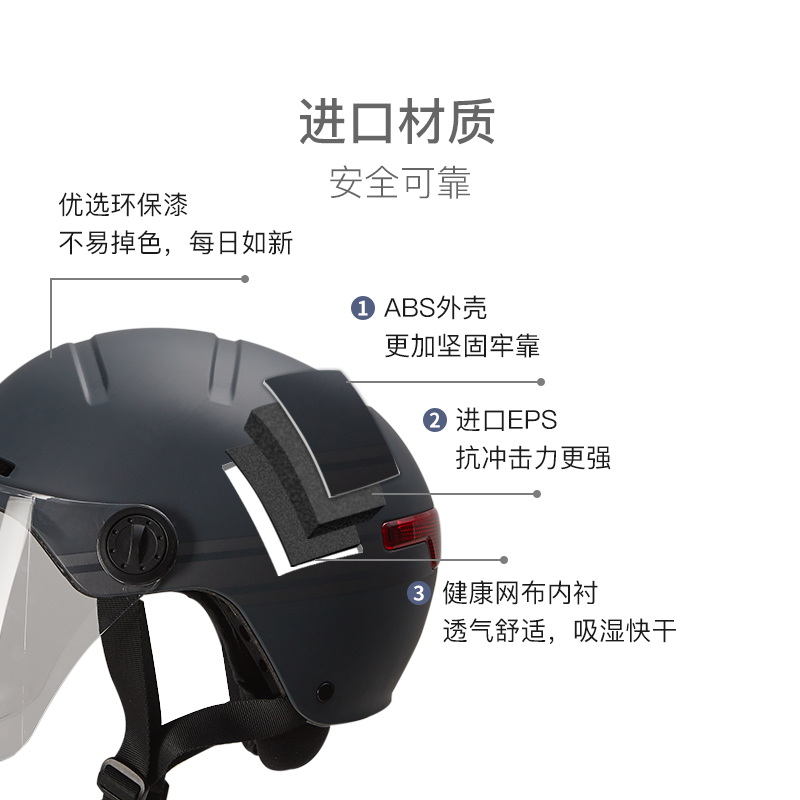 进口材质
安全可靠
优选环保漆
不易掉色，每日如新
1 ABS外壳
更加坚固牢靠
2 进口EPS
抗冲击力更强
3 健康网布内衬
透气舒适，吸湿快干